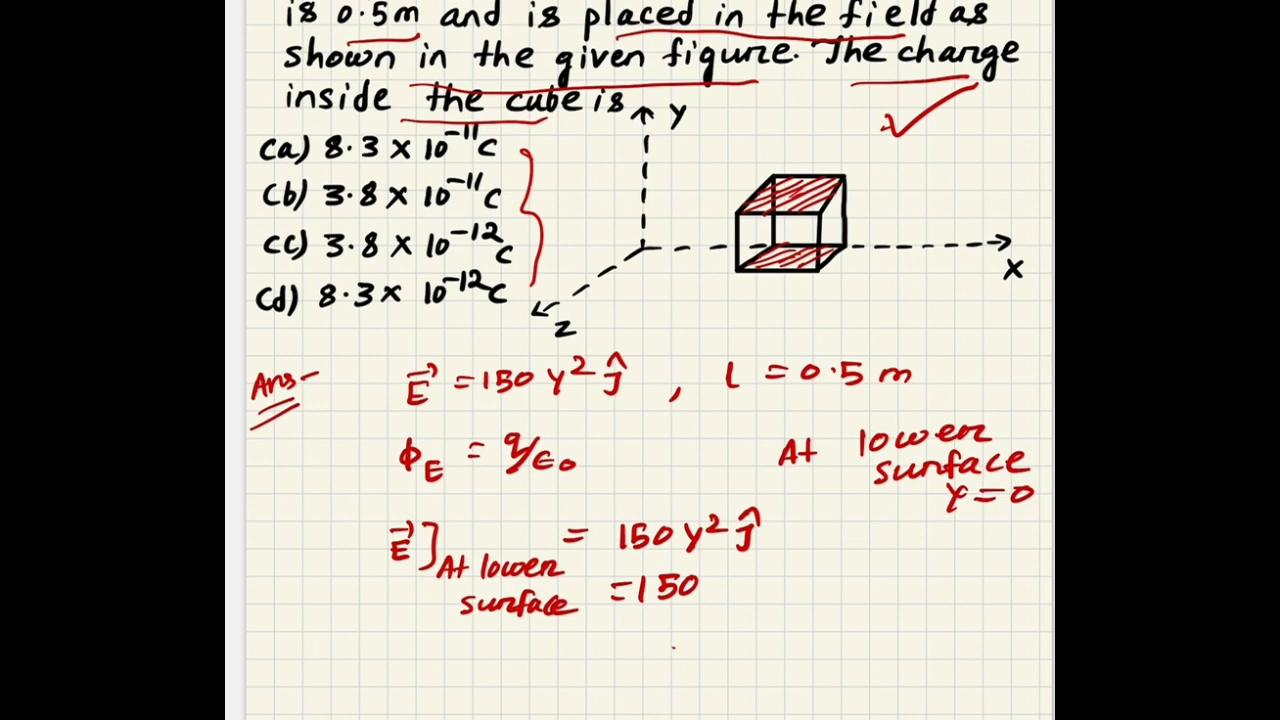 is 0.5m and is placed in the field as
shown in the given figure. The change
inside the cube is
(a) 8.3 × 10⁻¹¹C
(b) 3.8 × 10⁻¹¹C
(c) 3.8 × 10⁻¹²C
(d) 8.3 × 10⁻¹²C
Y
X
Z
Ans-
E⃗ = 150 Y² ĵ , l = 0.5 m
ϕE = q/ϵ₀
At lower
surface
Y=0
E⃗]At lower surface = 150 Y² ĵ
=150